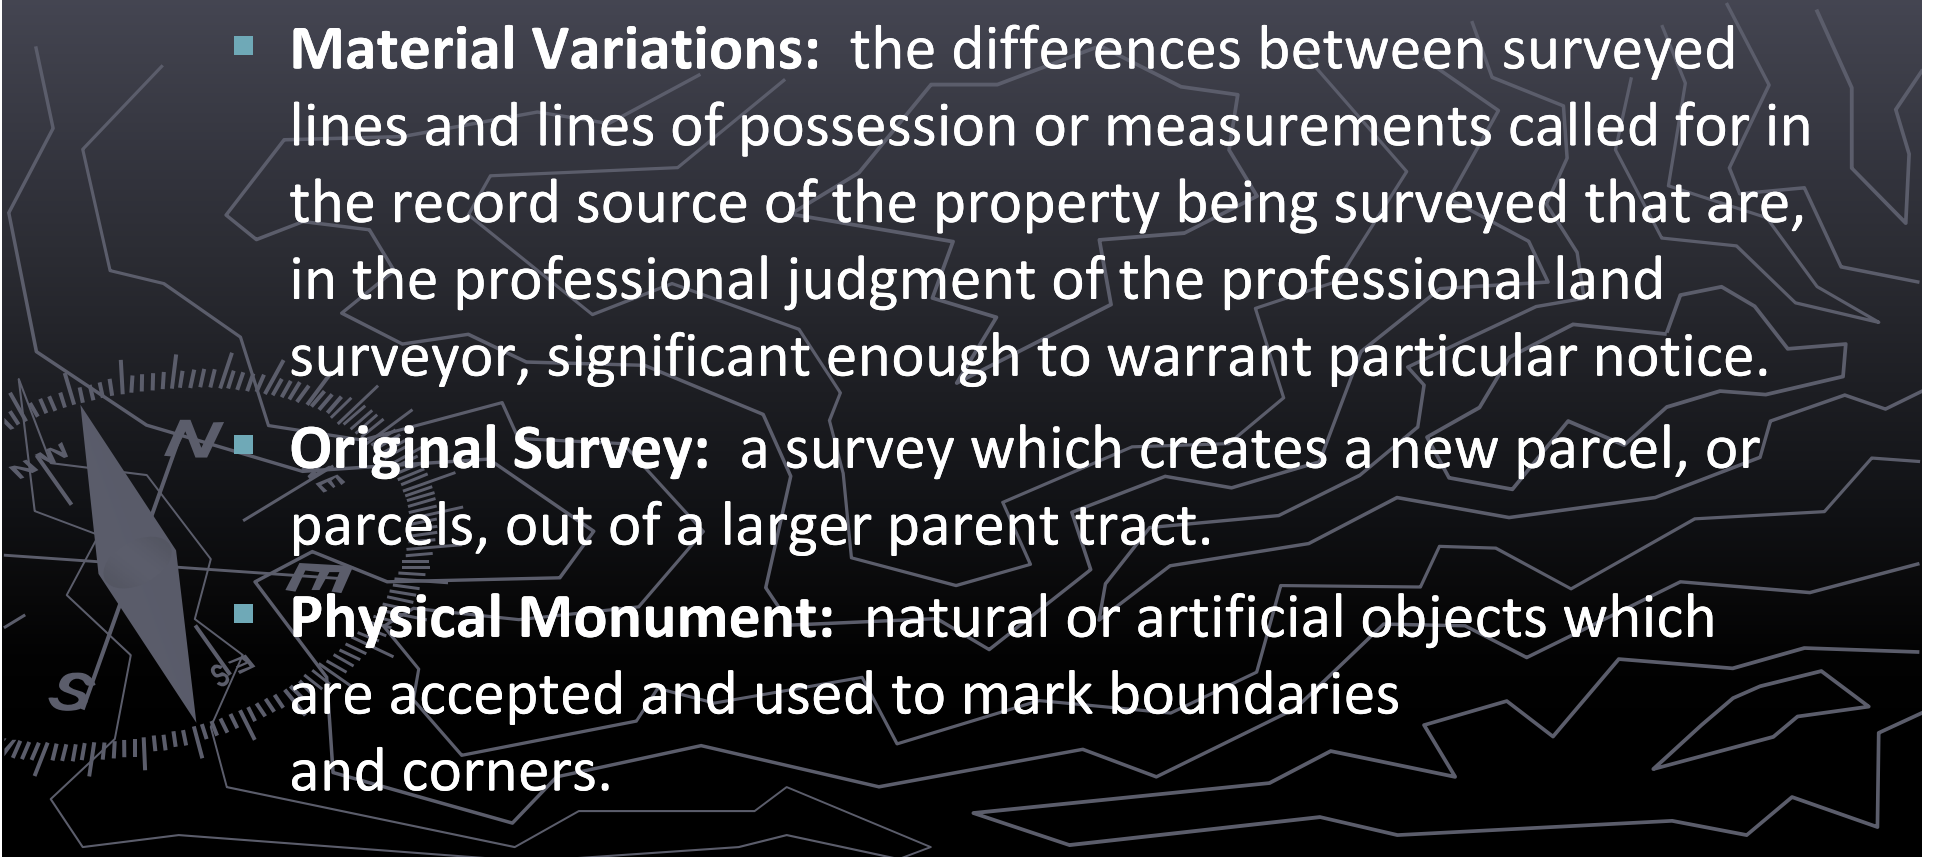 ▪ Material Variations:  the differences between surveyed
lines and lines of possession or measurements called for in
the record source of the property being surveyed that are,
in the professional judgment of the professional land
surveyor, significant enough to warrant particular notice.
▪ Original Survey:  a survey which creates a new parcel, or
parcels, out of a larger parent tract.
▪ Physical Monument:  natural or artificial objects which
are accepted and used to mark boundaries
and corners.
N
E
S